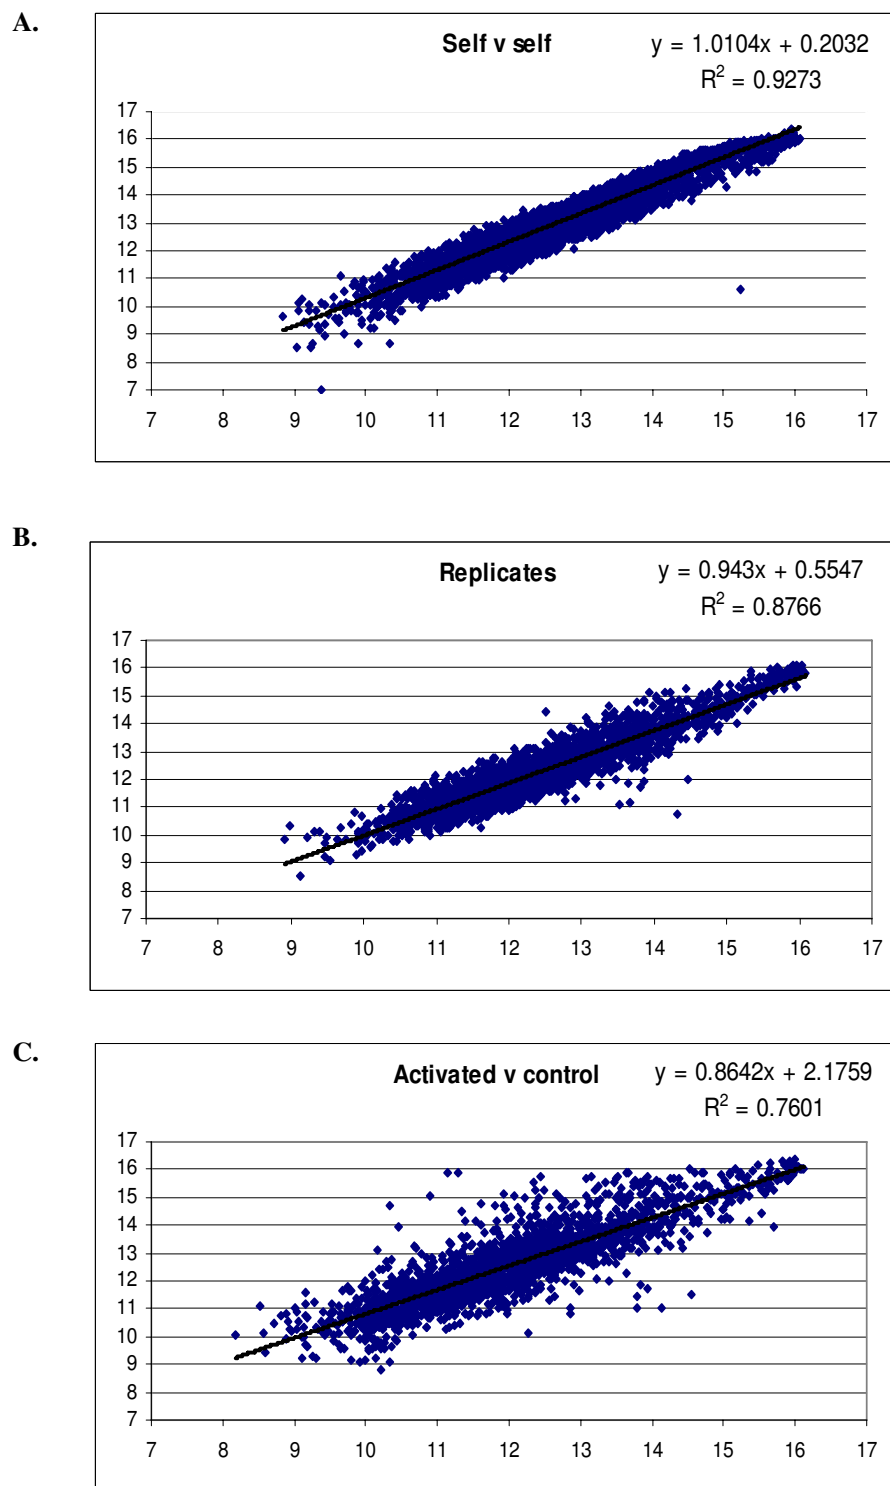 A.
Self v self
y = 1.0104x + 0.2032
R² = 0.9273
17
16
15
14
13
12
11
10
9
8
7
7 8 9 10 11 12 13 14 15 16 17
B.
Replicates
y = 0.943x + 0.5547
R² = 0.8766
17
16
15
14
13
12
11
10
9
8
7
7 8 9 10 11 12 13 14 15 16 17
C.
Activated v control
y = 0.8642x + 2.1759
R² = 0.7601
17
16
15
14
13
12
11
10
9
8
7
7 8 9 10 11 12 13 14 15 16 17